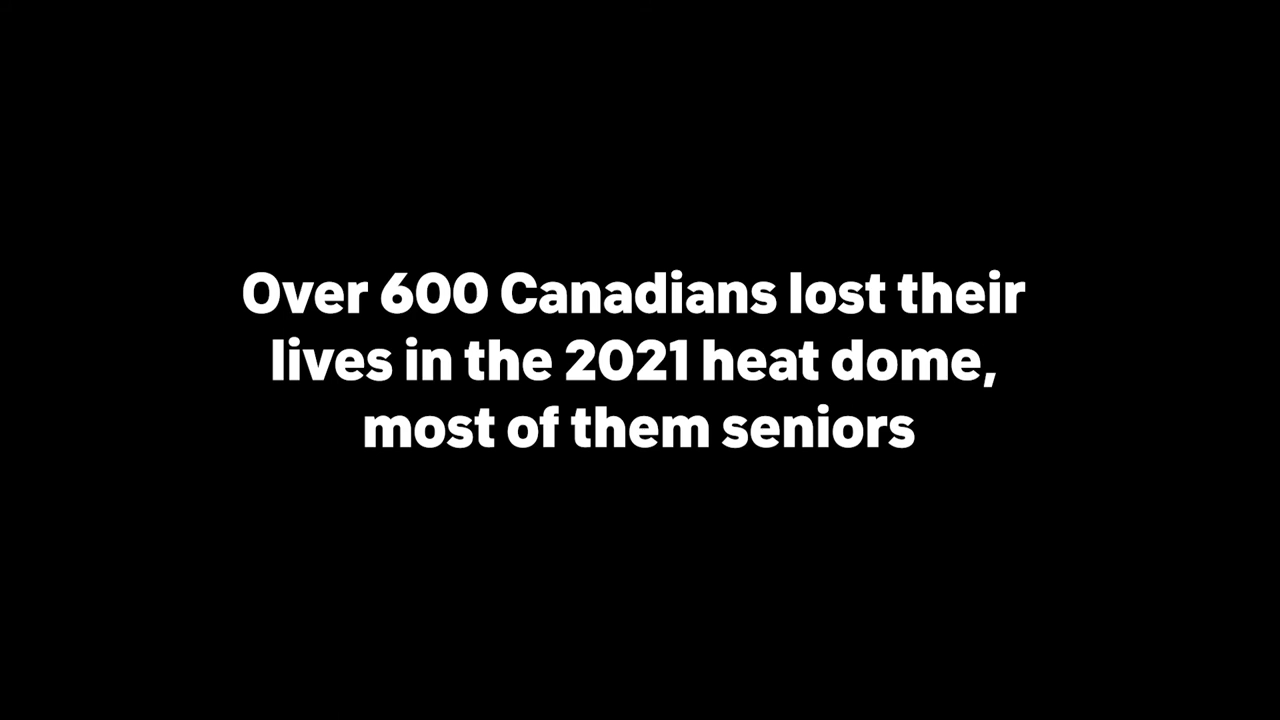 Over 600 Canadians lost their
lives in the 2021 heat dome,
most of them seniors